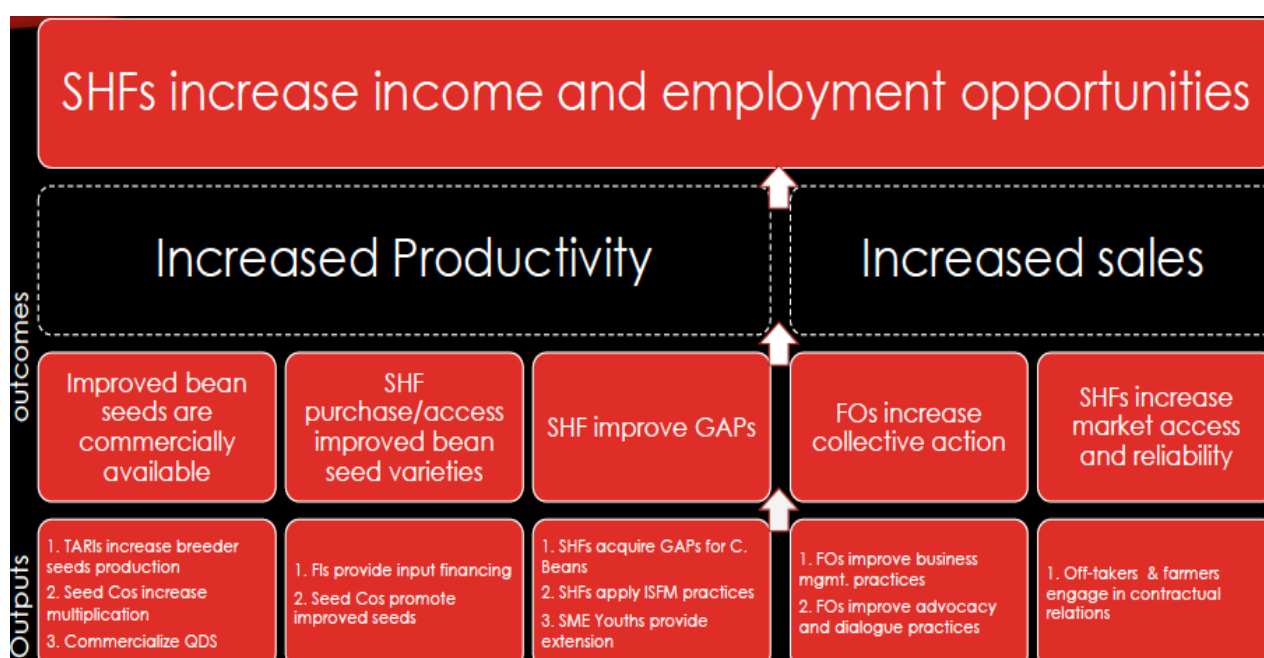 SHFs increase income and employment opportunities
Increased Productivity
Increased sales
outcomes
Improved bean
seeds are
commercially
available
SHF
purchase/access
improved bean
seed varieties
SHF improve GAPs
FOs increase
collective action
SHFs increase
market access
and reliability
Outputs
1. TARIs increase breeder
seeds production
2. Seed Cos increase
multiplication
3. Commercialize QDS
1. FIs provide input financing
2. Seed Cos promote
improved seeds
1. SHFs acquire GAPs for C.
Beans
2. SHFs apply ISFM practices
3. SME Youths provide
extension
1. FOs improve business
mgmt. practices
2. FOs improve advocacy
and dialogue practices
1. Off-takers & farmers
engage in contractual
relations